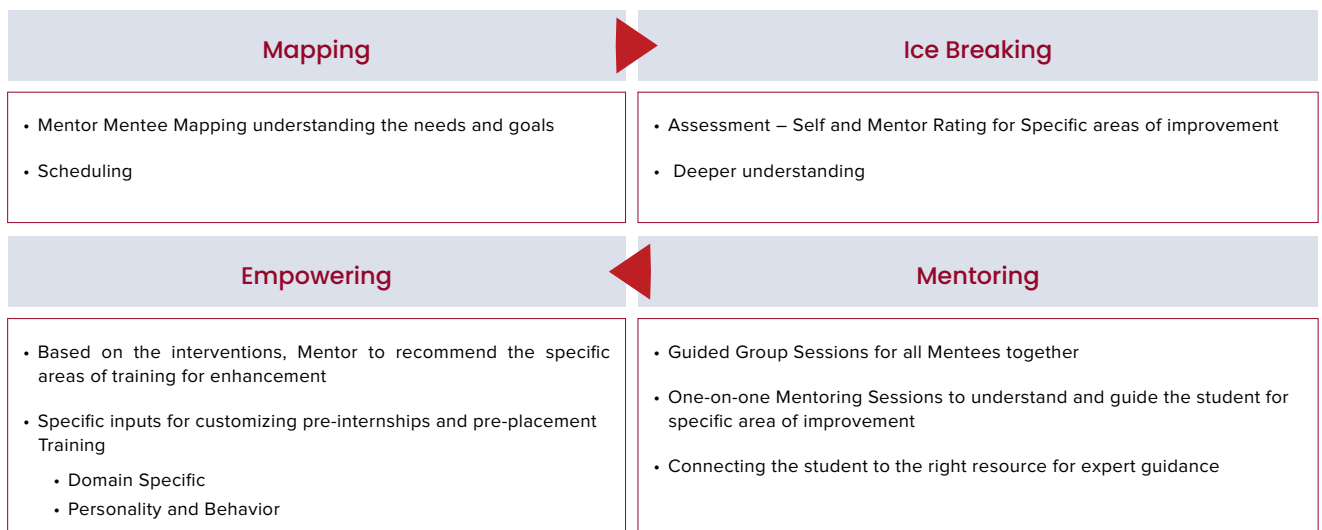 Mapping
• Mentor Mentee Mapping understanding the needs and goals
• Scheduling
Ice Breaking
• Assessment – Self and Mentor Rating for Specific areas of improvement
• Deeper understanding
Empowering
• Based on the interventions, Mentor to recommend the specific
areas of training for enhancement
• Specific inputs for customizing pre-internships and pre-placement
Training
• Domain Specific
• Personality and Behavior
Mentoring
• Guided Group Sessions for all Mentees together
• One-on-one Mentoring Sessions to understand and guide the student for
specific area of improvement
• Connecting the student to the right resource for expert guidance